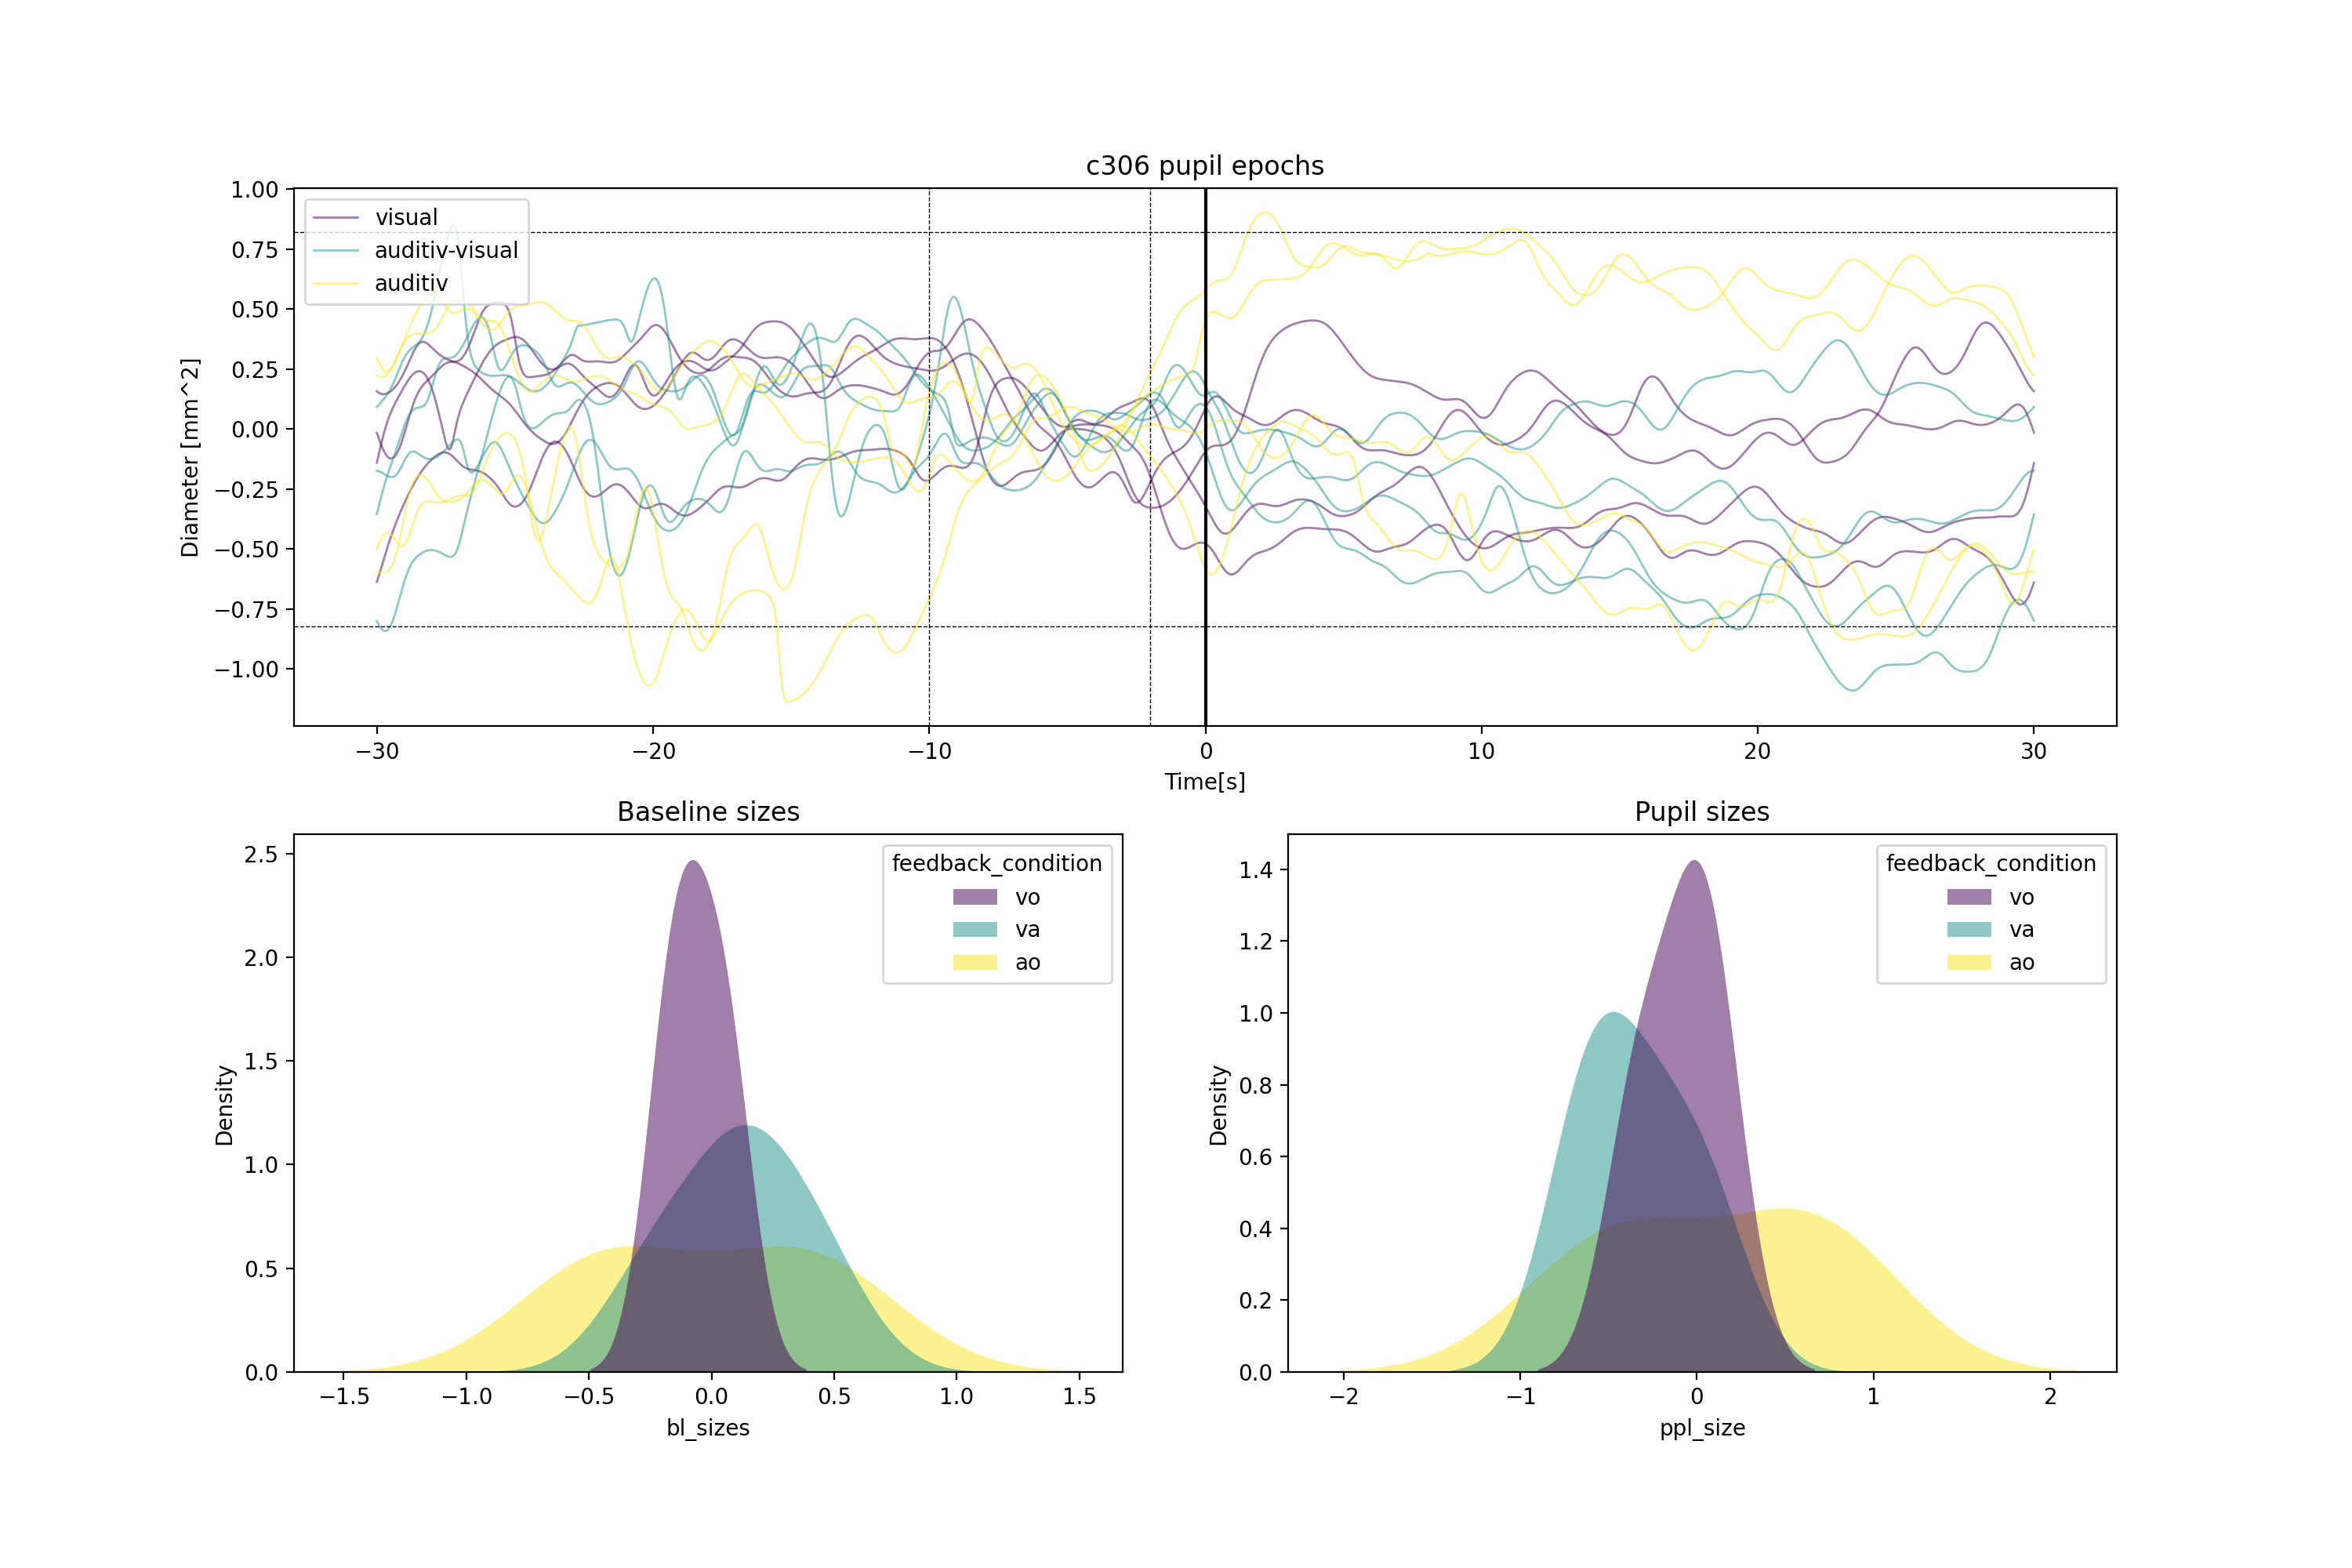 c306 pupil epochs
1.00
0.75
0.50
0.25
0.00
−0.25
−0.50
−0.75
−1.00
Diameter [mm^2]
visual
auditiv-visual
auditiv
−30
−20
−10
0
10
20
30
Time[s]
Baseline sizes
2.5
2.0
1.5
1.0
0.5
0.0
Density
feedback_condition
vo
va
ao
−1.5
−1.0
−0.5
0.0
0.5
1.0
1.5
bl_sizes
Pupil sizes
1.4
1.2
1.0
0.8
0.6
0.4
0.2
0.0
Density
feedback_condition
vo
va
ao
−2
−1
0
1
2
ppl_size